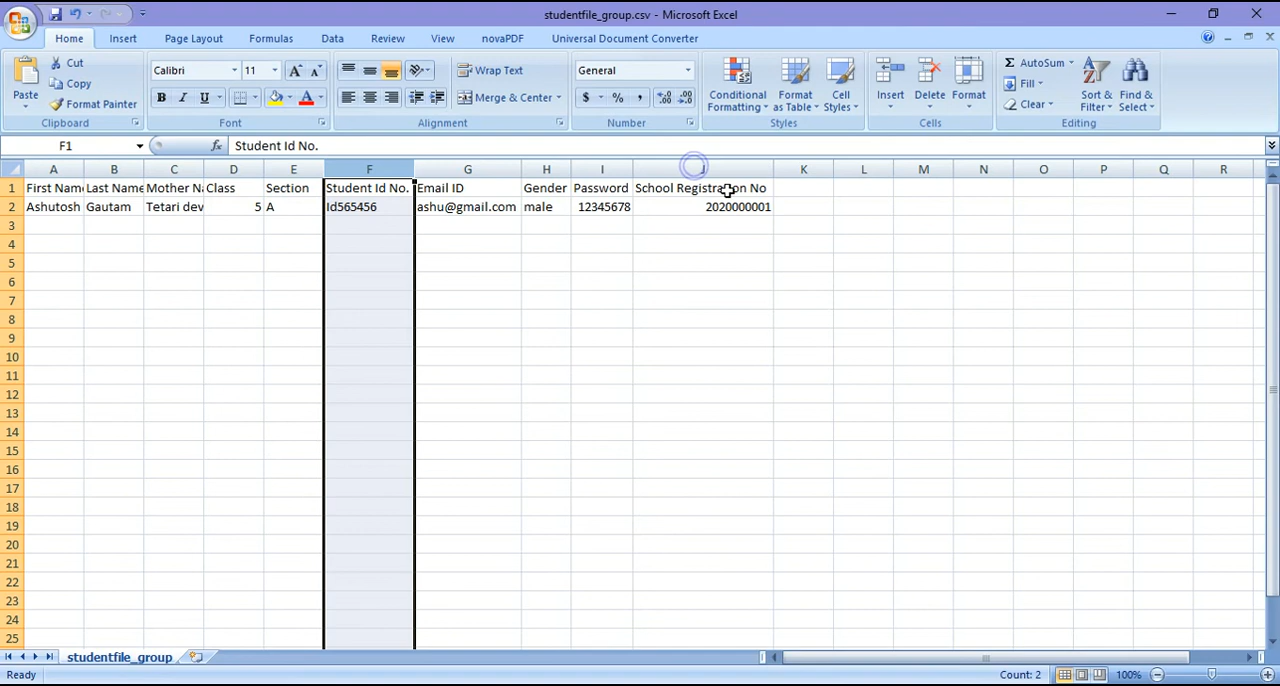 studentfile_group.csv - Microsoft Excel
Home Insert Page Layout Formulas Data Review View novaPDF Universal Document Converter
Paste Cut Calibri 11 Wrap Text General Conditional Formatting Format as Table Cell Styles Insert Delete Format AutoSum Sort & Filter Find & Select
Copy Fill
Format Painter B I U Merge & Center $ % , Clear
Clipboard Font Alignment Number Styles Cells Editing
F1 fx Student Id No.
A B C D E F G H I J K L M N O P Q R
1 First Name Last Name Mother Na Class Section Student Id No. Email ID Gender Password School Registration No
2 Ashutosh Gautam Tetari dev 5 A Id565456 ashu@gmail.com male 12345678 2020000001
3
4
5
6
7
8
9
10
11
12
13
14
15
16
17
18
19
20
21
22
23
24
25
studentfile_group
Ready Count: 2 100%